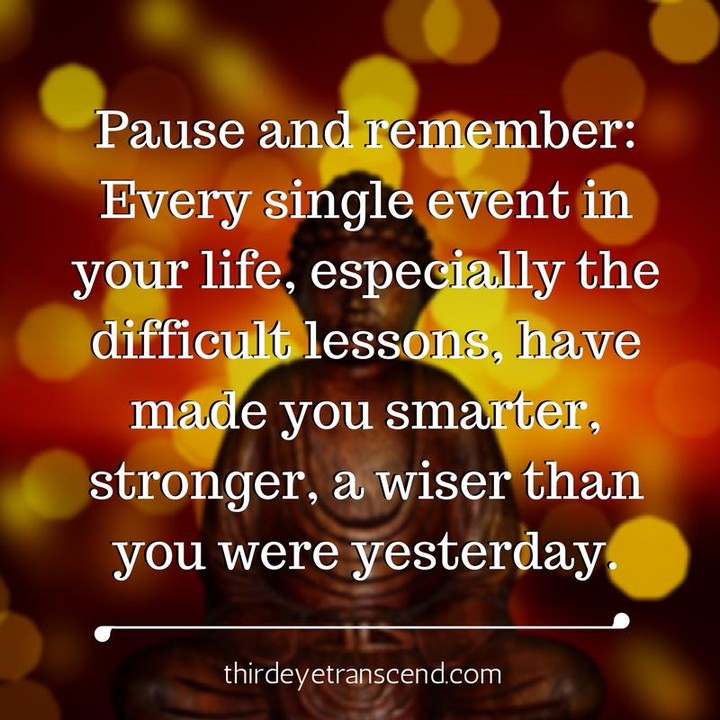 Pause and remember:
Every single event in
your life, especially the
difficult lessons, have
made you smarter,
stronger, a wiser than
you were yesterday.
thirdeyetranscend.com